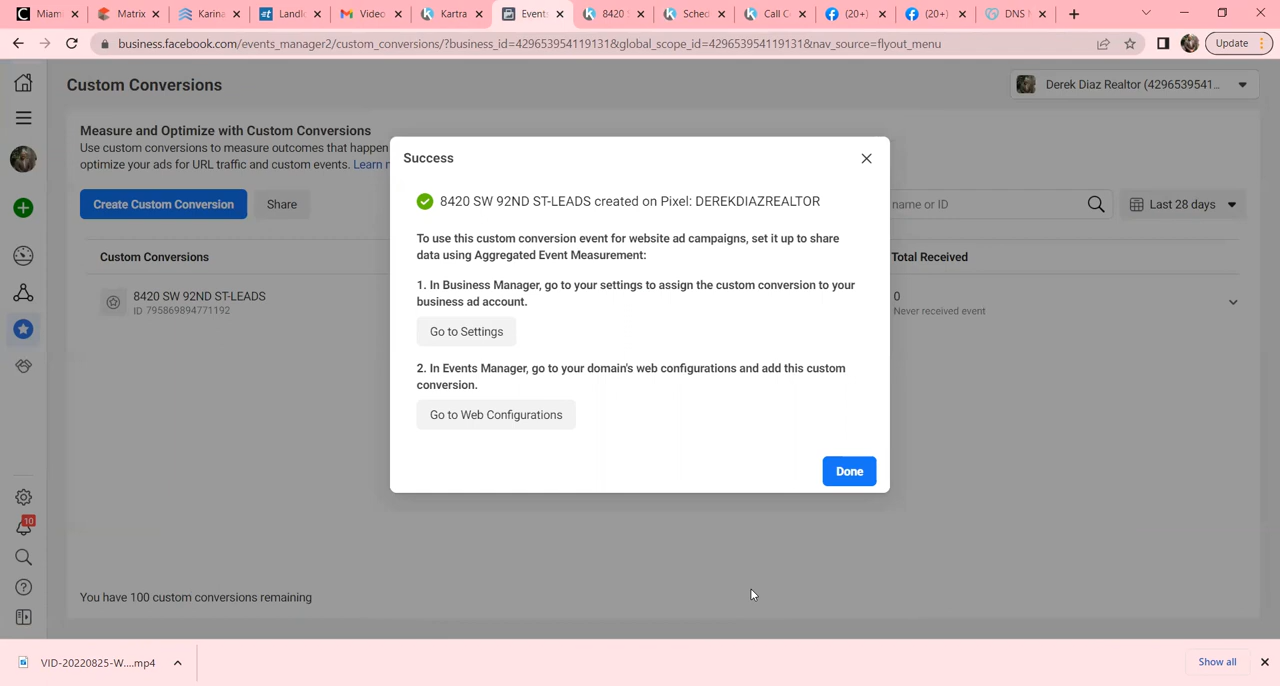 Miami
Matrix
Karina
Landl
Video
Kartra
Events
8420 S
Sched
Call C
(20+)
(20+)
DNS M
business.facebook.com/events_manager2/custom_conversions/?business_id=429653954119131&global_scope_id=429653954119131&nav_source=flyout_menu
Update
Custom Conversions
Derek Diaz Realtor (4296539541...
Measure and Optimize with Custom Conversions
Use custom conversions to measure outcomes that happen
optimize your ads for URL traffic and custom events. Learn
Create Custom Conversion
Share
name or ID
Last 28 days
Custom Conversions
Total Received
8420 SW 92ND ST-LEADS
ID 795869894771192
0
Never received event
Success
8420 SW 92ND ST-LEADS created on Pixel: DEREKDIAZREALTOR
To use this custom conversion event for website ad campaigns, set it up to share
data using Aggregated Event Measurement:
1. In Business Manager, go to your settings to assign the custom conversion to your
business ad account.
Go to Settings
2. In Events Manager, go to your domain's web configurations and add this custom
conversion.
Go to Web Configurations
Done
10
You have 100 custom conversions remaining
VID-20220825-W....mp4
Show all